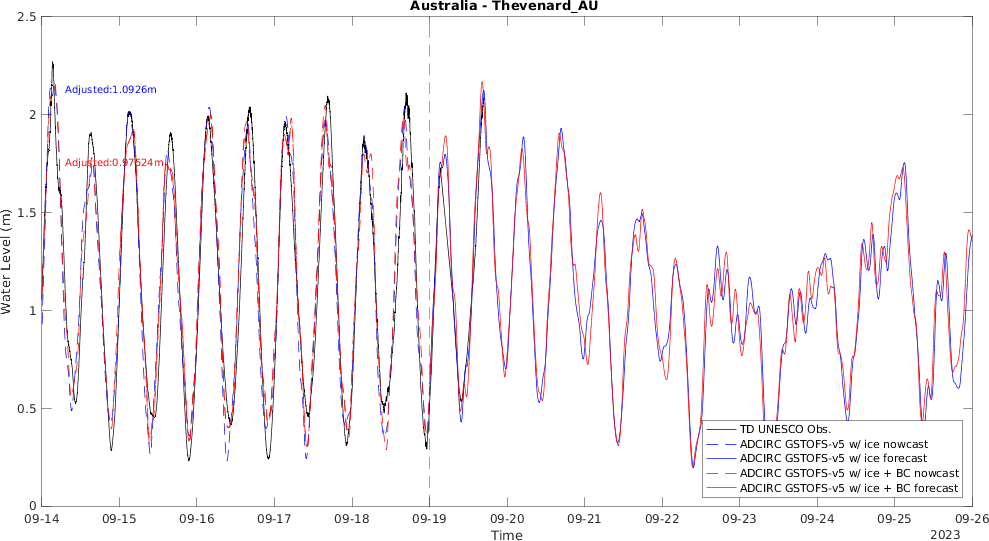 Australia - Thevenard_AU
Water Level (m)
2.5
2
1.5
1
0.5
0
Adjusted:1.0926m
Adjusted:0.97524m
TD UNESCO Obs.
ADCIRC GSTOFS-v5 w/ ice nowcast
ADCIRC GSTOFS-v5 w/ ice forecast
ADCIRC GSTOFS-v5 w/ ice + BC nowcast
ADCIRC GSTOFS-v5 w/ ice + BC forecast
09-14 09-15 09-16 09-17 09-18 09-19 09-20 09-21 09-22 09-23 09-24 09-25 09-26
Time
2023